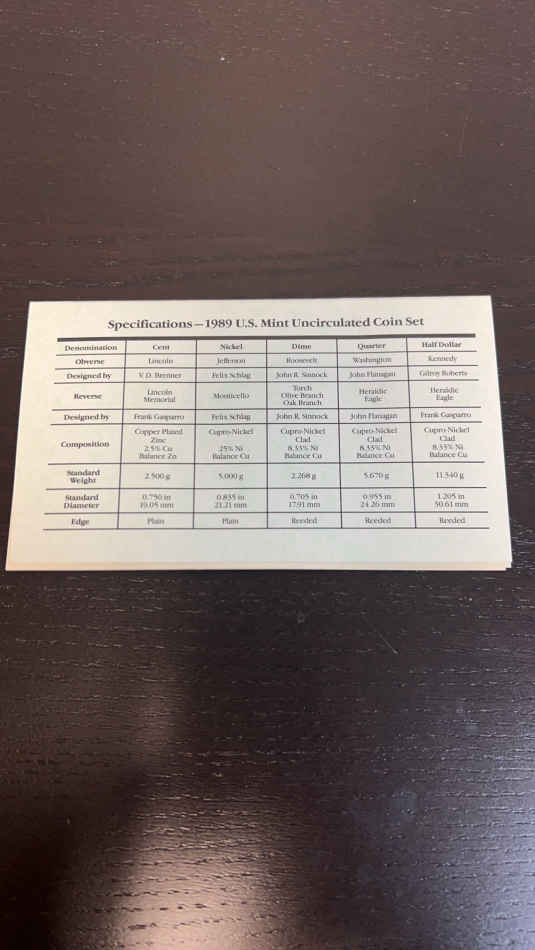 Specifications—1989 U.S. Mint Uncirculated Coin Set
Denomination Cent Nickel Dime Quarter Half Dollar
Obverse Lincoln Jefferson Roosevelt Washington Kennedy
Designed by V. D. Brenner Felix Schlag John R. Sinnock John Flanagan Gilroy Roberts
Reverse Lincoln Memorial Monticello Torch Olive Branch Oak Branch Heraldic Eagle Heraldic Eagle
Designed by Frank Gasparro Felix Schlag John R. Sinnock John Flanagan Frank Gasparro
Composition Copper Plated Zinc 2.5% Cu Balance Zn Cupro-Nickel 25% Ni Balance Cu Cupro-Nickel Clad 8.33% Ni Balance Cu Cupro-Nickel Clad 8.33% Ni Balance Cu Cupro-Nickel Clad 8.33% Ni Balance Cu
Standard Weight 2.500 g 5.000 g 2.268 g 5.670 g 11.340 g
Standard Diameter 0.750 in 19.05 mm 0.835 in 21.21 mm 0.705 in 17.91 mm 0.955 in 24.26 mm 1.205 in 30.61 mm
Edge Plain Plain Reeded Reeded Reeded